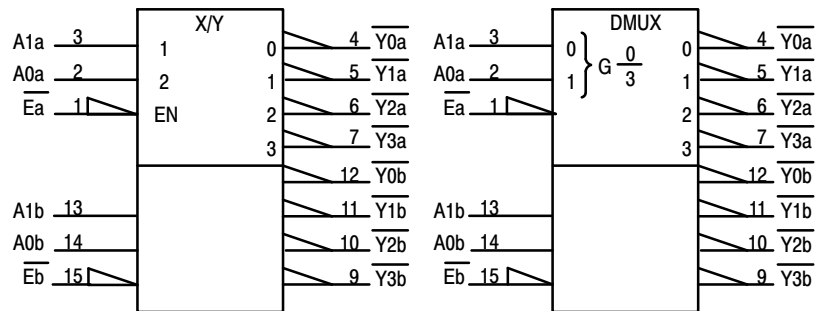 X/Y
A1a 3 1 0 4 Y0a
A0a 2 2 1 5 Y1a
Ea 1 EN 2 6 Y2a
3 7 Y3a
12 Y0b
A1b 13 11 Y1b
A0b 14 10 Y2b
Eb 15 9 Y3b
DMUX
A1a 3 0 G 0/3 0 4 Y0a
A0a 2 1 1 5 Y1a
Ea 1 2 6 Y2a
3 7 Y3a
12 Y0b
A1b 13 11 Y1b
A0b 14 10 Y2b
Eb 15 9 Y3b